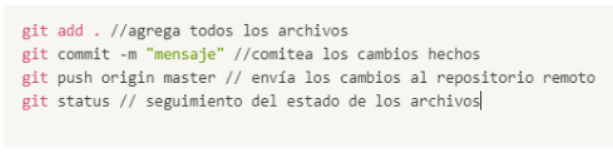 git add . //agrega todos los archivos
git commit -m "mensaje" //comitea los cambios hechos
git push origin master // envía los cambios al repositorio remoto
git status // seguimiento del estado de los archivos